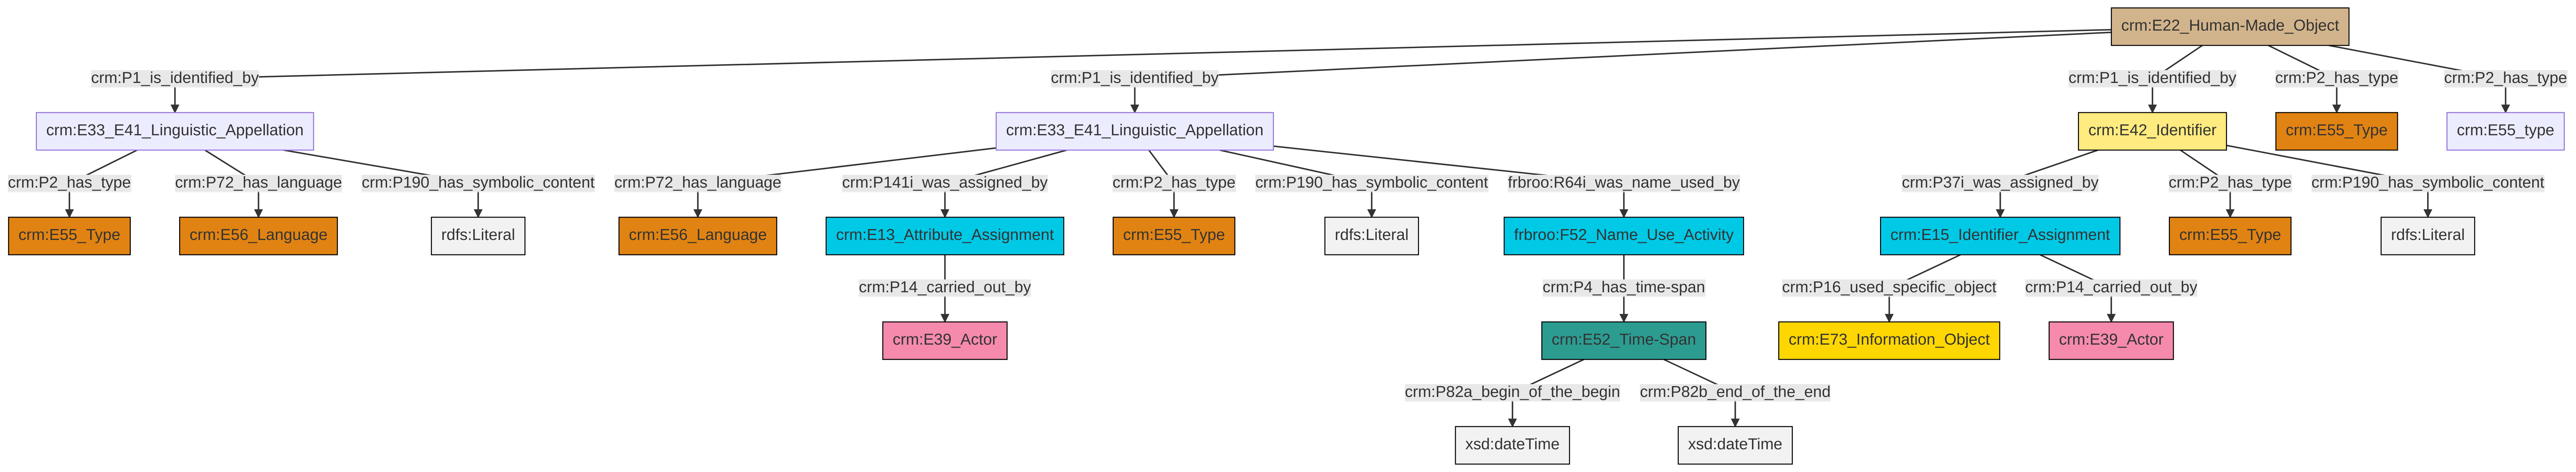 crm:E22_Human-Made_Object
crm:P1_is_identified_by
crm:P1_is_identified_by
crm:P1_is_identified_by
crm:P2_has_type
crm:P2_has_type
crm:E33_E41_Linguistic_Appellation
crm:E33_E41_Linguistic_Appellation
crm:E42_Identifier
crm:E55_Type
crm:E55_type
crm:P2_has_type
crm:P72_has_language
crm:P190_has_symbolic_content
crm:P72_has_language
crm:P141i_was_assigned_by
crm:P2_has_type
crm:P190_has_symbolic_content
frbroo:R64i_was_name_used_by
crm:P37i_was_assigned_by
crm:P2_has_type
crm:P190_has_symbolic_content
crm:E55_Type
crm:E56_Language
rdfs:Literal
crm:E56_Language
crm:E13_Attribute_Assignment
crm:E55_Type
rdfs:Literal
frbroo:F52_Name_Use_Activity
crm:E15_Identifier_Assignment
crm:E55_Type
rdfs:Literal
crm:P14_carried_out_by
crm:P4_has_time-span
crm:P16_used_specific_object
crm:P14_carried_out_by
crm:E39_Actor
crm:E52_Time-Span
crm:E73_Information_Object
crm:E39_Actor
crm:P82a_begin_of_the_begin
crm:P82b_end_of_the_end
xsd:dateTime
xsd:dateTime